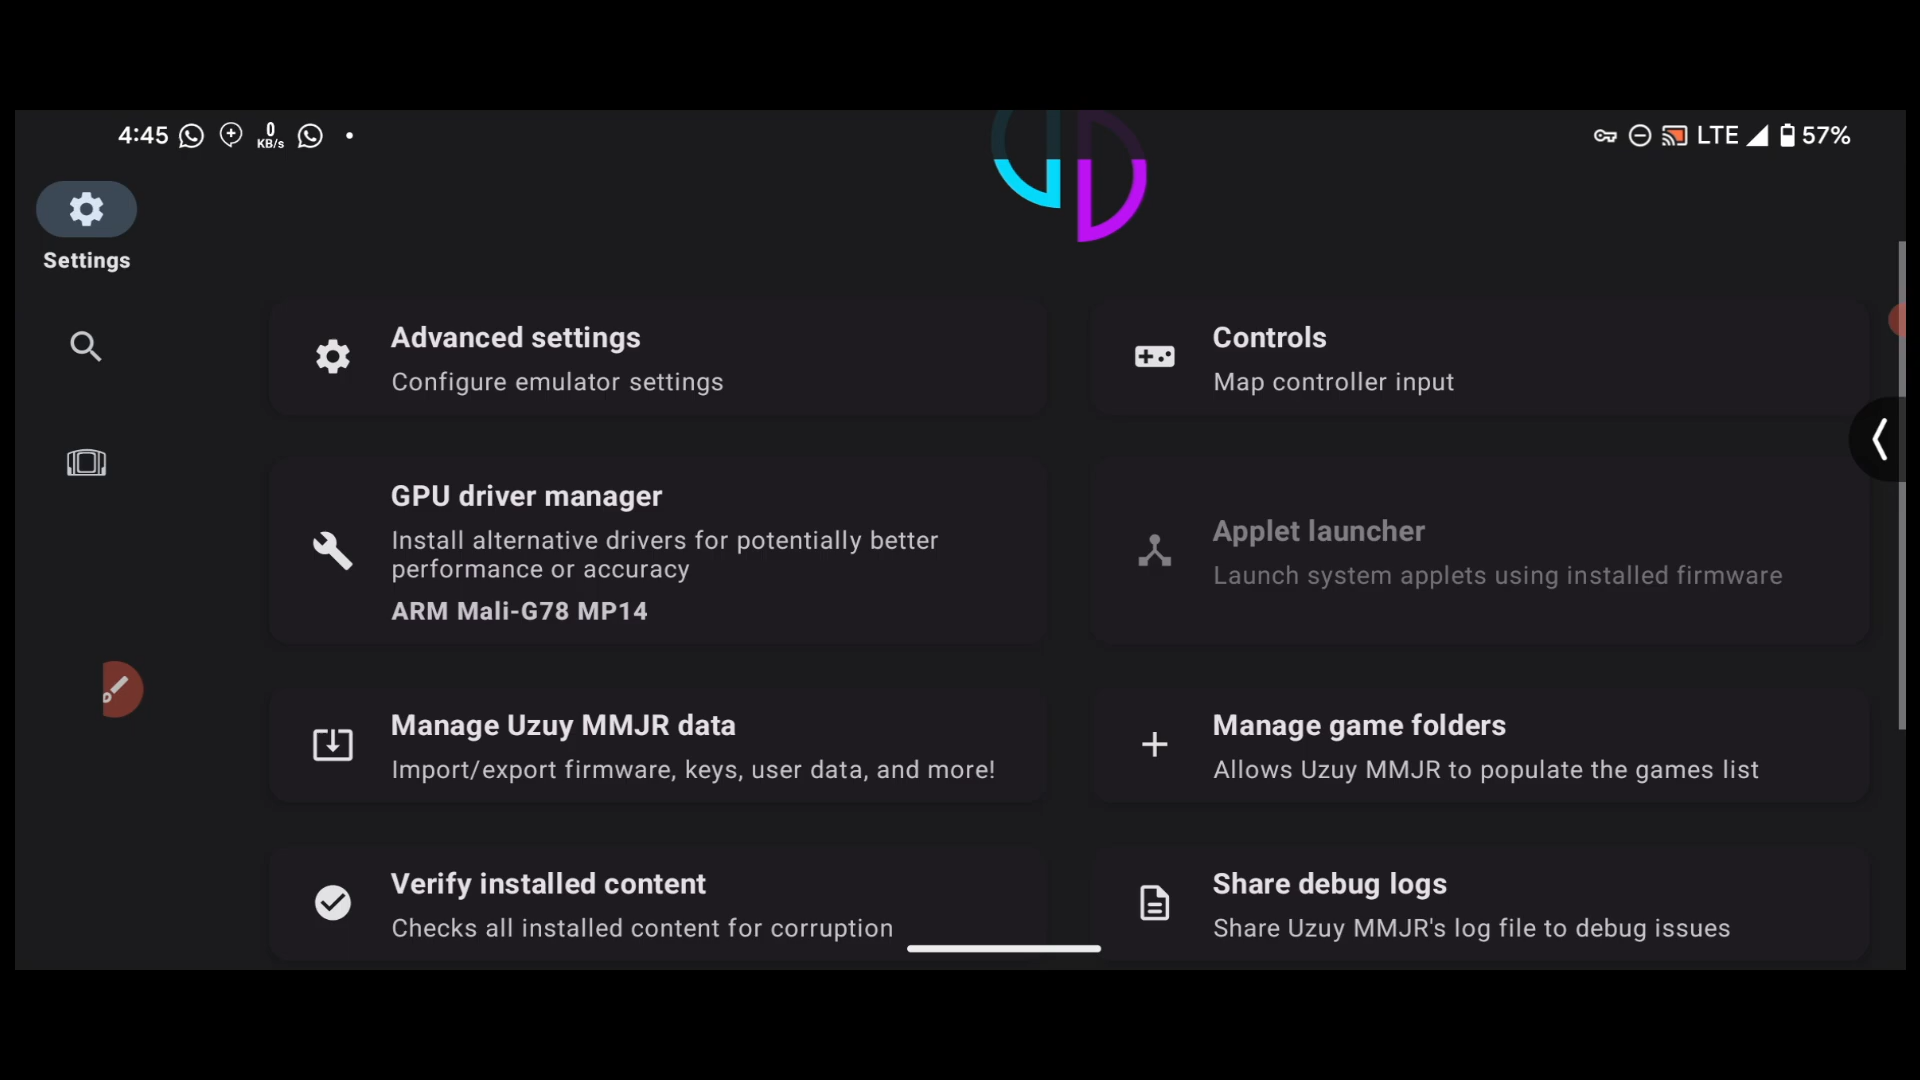 4:45
0
KB/s
LTE
57%
Settings
Advanced settings
Configure emulator settings
Controls
Map controller input
GPU driver manager
Install alternative drivers for potentially better
performance or accuracy
ARM Mali-G78 MP14
Applet launcher
Launch system applets using installed firmware
Manage Uzuy MMJR data
Import/export firmware, keys, user data, and more!
Manage game folders
Allows Uzuy MMJR to populate the games list
Verify installed content
Checks all installed content for corruption
Share debug logs
Share Uzuy MMJR's log file to debug issues